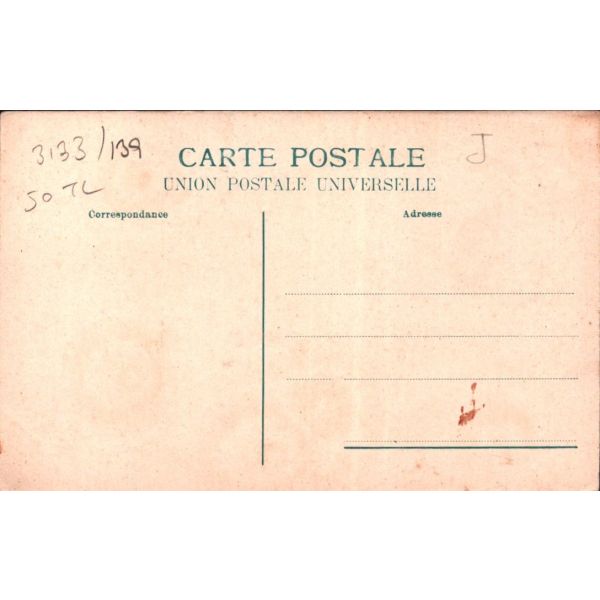 3133/139
J
CARTE POSTALE
50 TL
UNION POSTALE UNIVERSELLE
Correspondance
Adresse